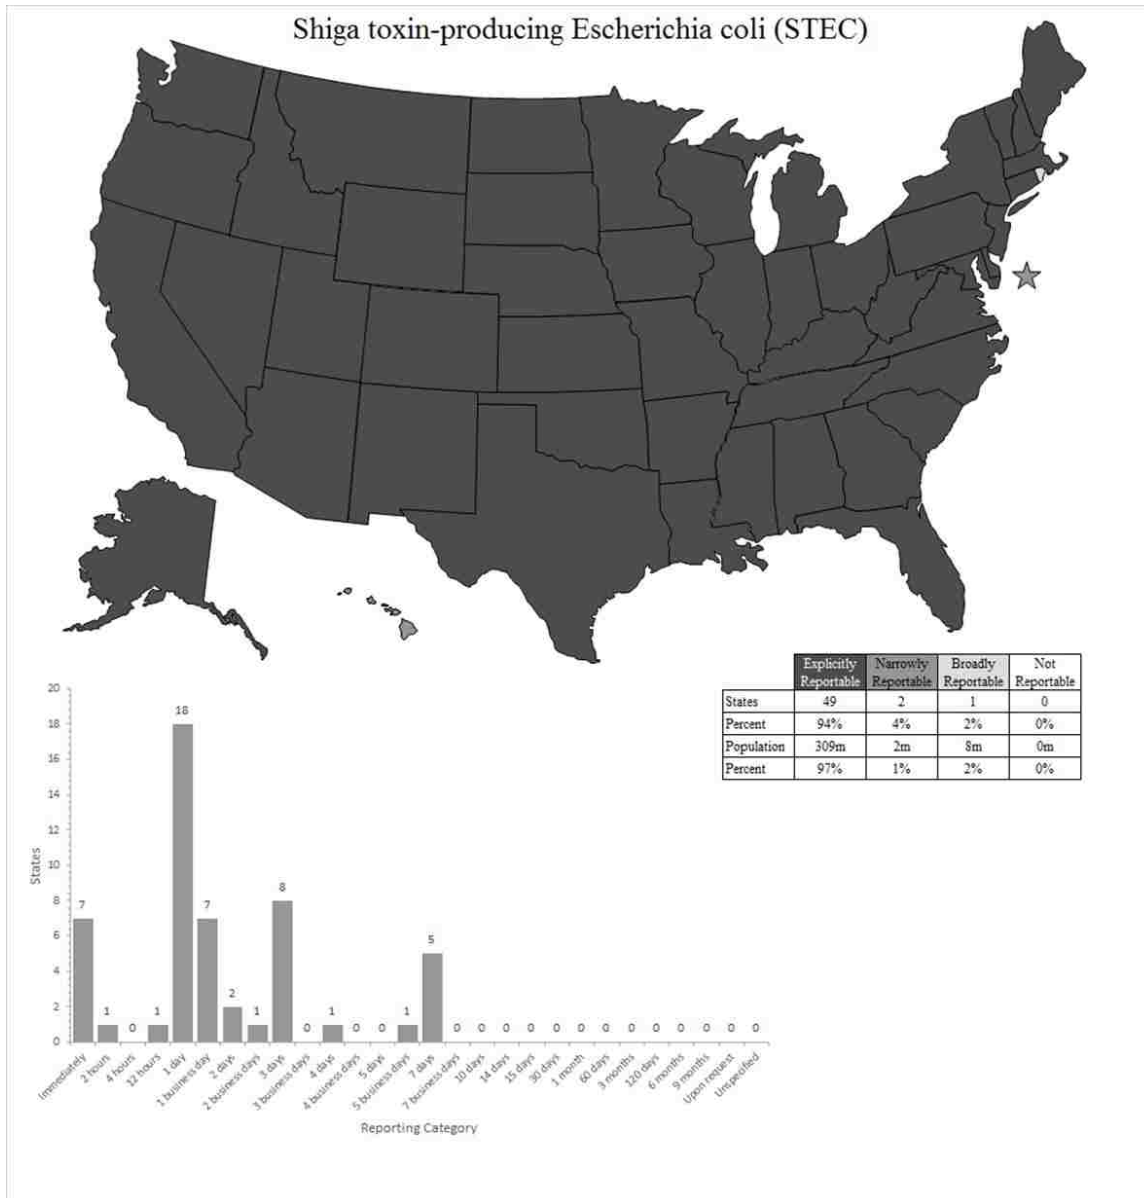 Shiga toxin-producing Escherichia coli (STEC)
Explicitly Reportable Narrowly Reportable Broadly Reportable Not Reportable
States 49 2 1 0
Percent 94% 4% 2% 0%
Population 309m 2m 8m 0m
Percent 97% 1% 2% 0%
20
18
16
14
12
10
8
6
4
2
0
States
7 1 0 1 18 7 2 1 8 0 1 0 0 1 5 0 0 0 0 0 0 0 0 0 0 0 0 0
Immediately
2 hours
4 hours
12 hours
1 day
1 business day
2 days
2 business days
3 days
3 business days
4 days
4 business days
5 days
5 business days
7 days
7 business days
10 days
14 days
15 days
30 days
1 month
60 days
3 months
120 days
6 months
9 months
Upon request
Unspecified
Reporting Category